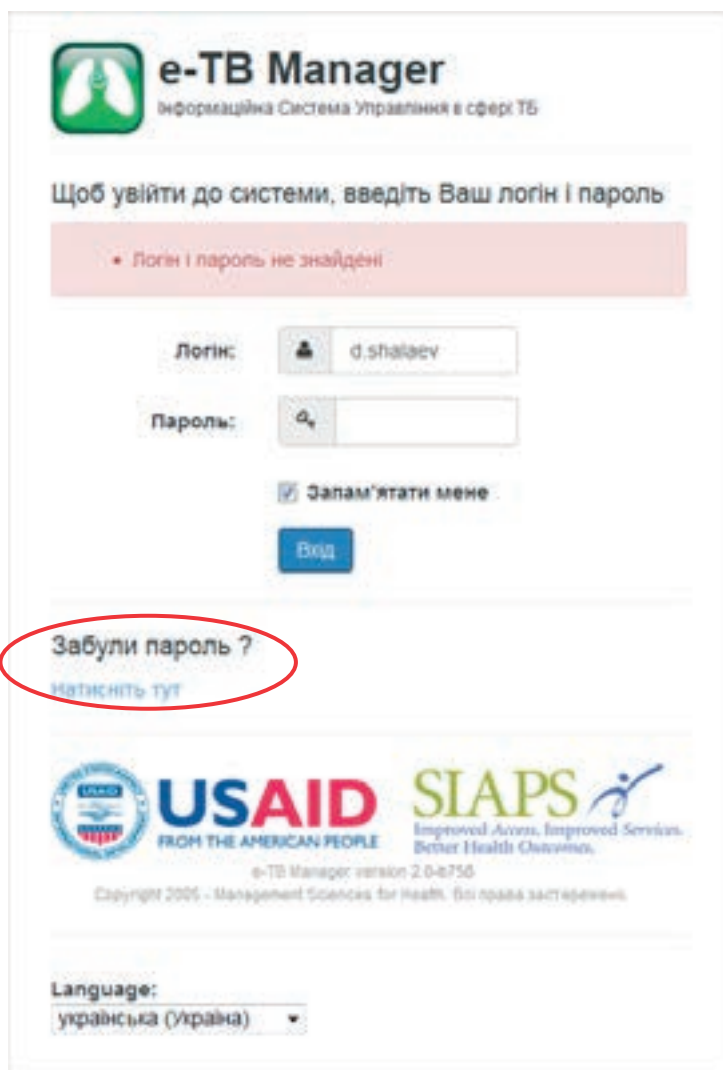 e-TB Manager
Інформаційна Система Управління в сфері ТБ
Щоб увійти до системи, введіть Ваш логін і пароль
• Логін і пароль не знайдені
Логін: d.shalaev
Пароль:
Запам'ятати мене
Вхід
Забули пароль ?
Натисніть тут
USAID
USAID
FROM THE AMERICAN PEOPLE
SIAPS
Improved Access. Improved Services.
Better Health Outcomes.
e-TB Manager version 2.0-b758
Copyright 2005 - Management Sciences for Health. Всі права застережено.
Language:
українська (Україна)